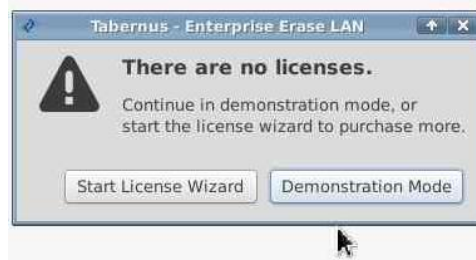 Tabernus - Enterprise Erase LAN
There are no licenses.
Continue in demonstration mode, or
start the license wizard to purchase more.
Start License Wizard
Demonstration Mode